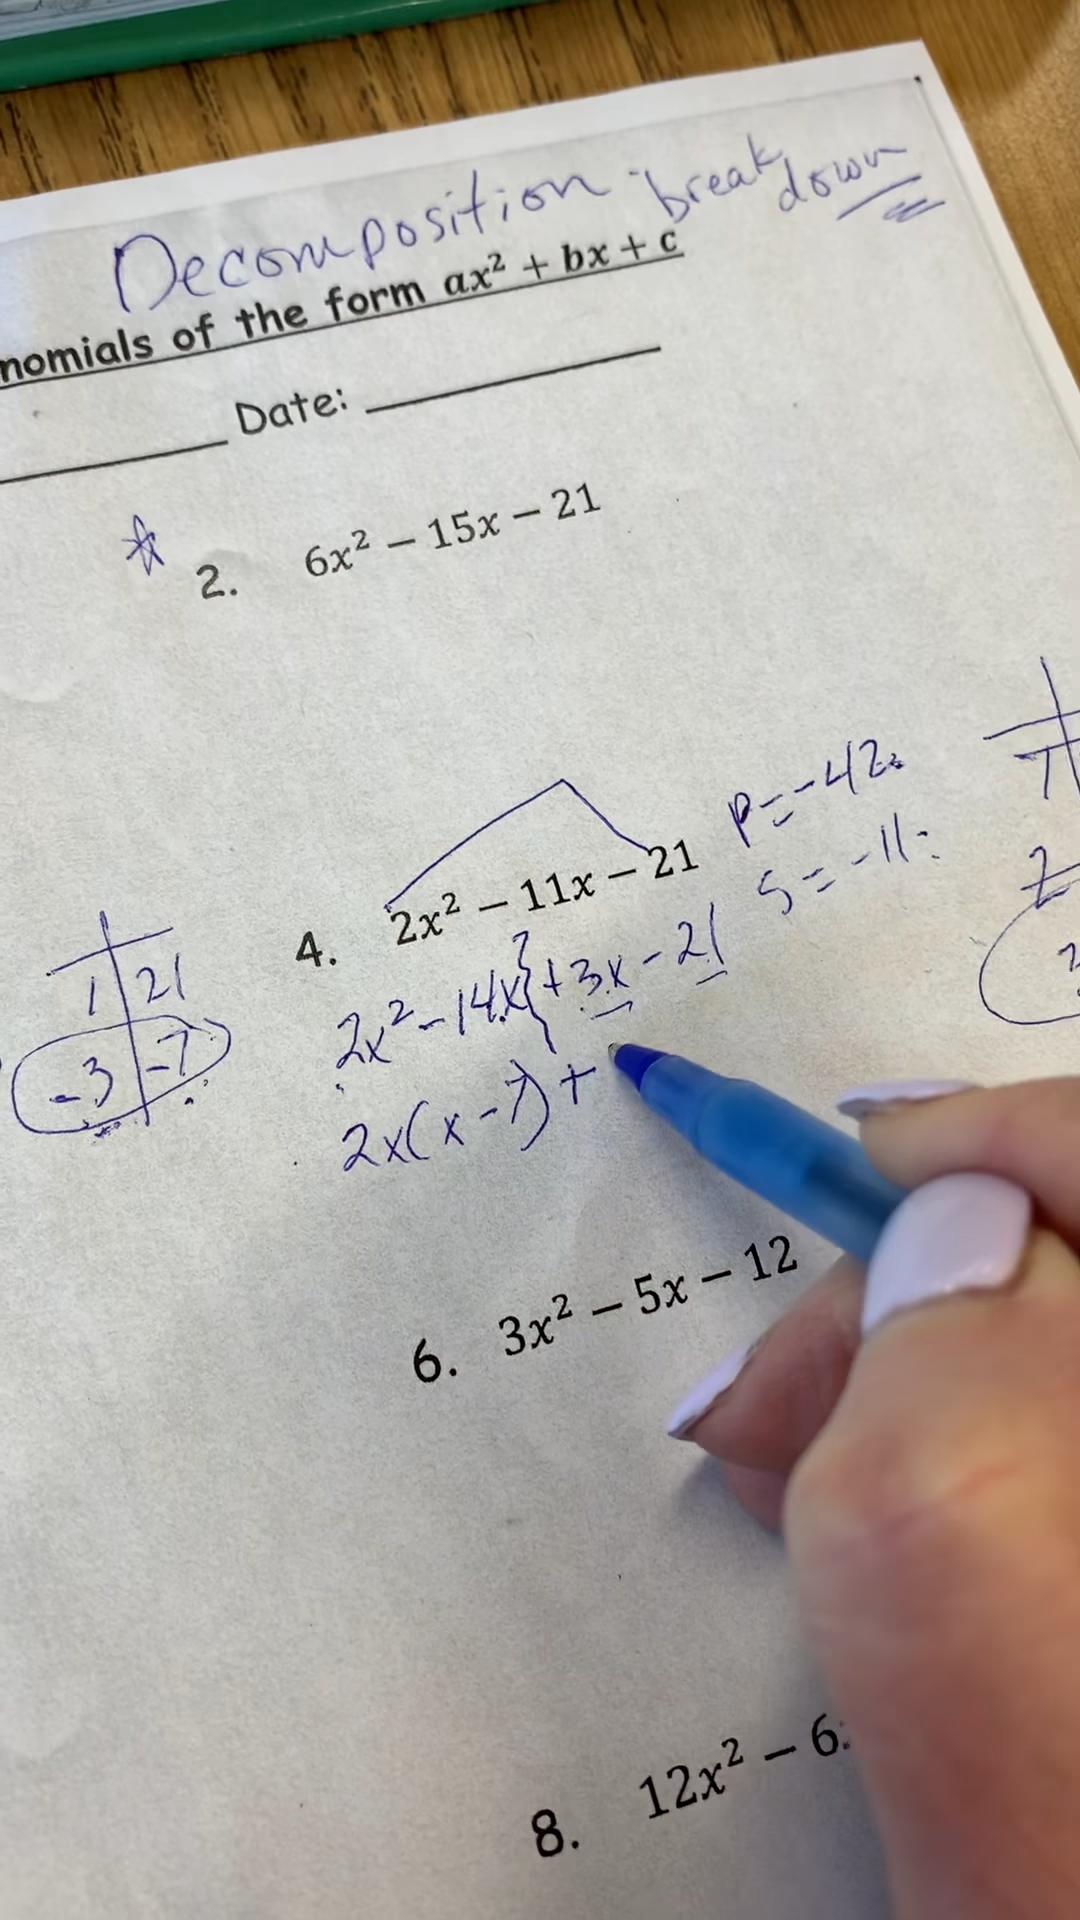 Decomposition - break down
nomials of the form ax² + bx + c
Date:
2. 6x² − 15x − 21
P = -42
S = -11
4. 2x² − 11x − 21
2x² - 14x + 3x - 21
2x(x - 7) +
1 | 21
-3 | -7
6. 3x² − 5x − 12
8. 12x² − 6